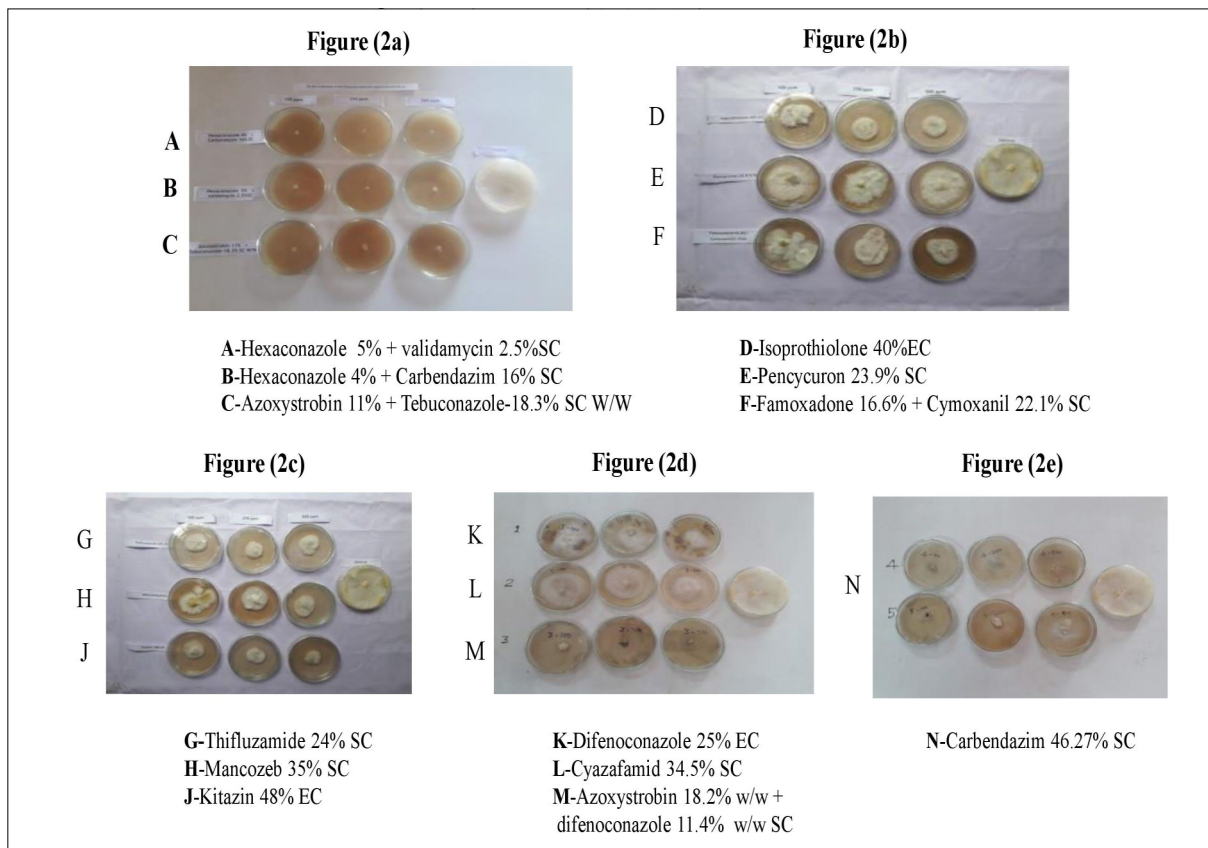 Figure (2a)
Figure (2b)
A
B
C
D
E
F
A-Hexaconazole 5% + validamycin 2.5%SC
B-Hexaconazole 4% + Carbendazim 16% SC
C-Azoxystrobin 11% + Tebuconazole-18.3% SC W/W
D-Isoprothiolone 40%EC
E-Pencycuron 23.9% SC
F-Famoxadone 16.6% + Cymoxanil 22.1% SC
Figure (2c)
Figure (2d)
Figure (2e)
G
H
J
K
L
M
1
2
3
N
4
5
G-Thifluzamide 24% SC
H-Mancozeb 35% SC
J-Kitazin 48% EC
K-Difenoconazole 25% EC
L-Cyazafamid 34.5% SC
M-Azoxystrobin 18.2% w/w +
difenoconazole 11.4% w/w SC
N-Carbendazim 46.27% SC